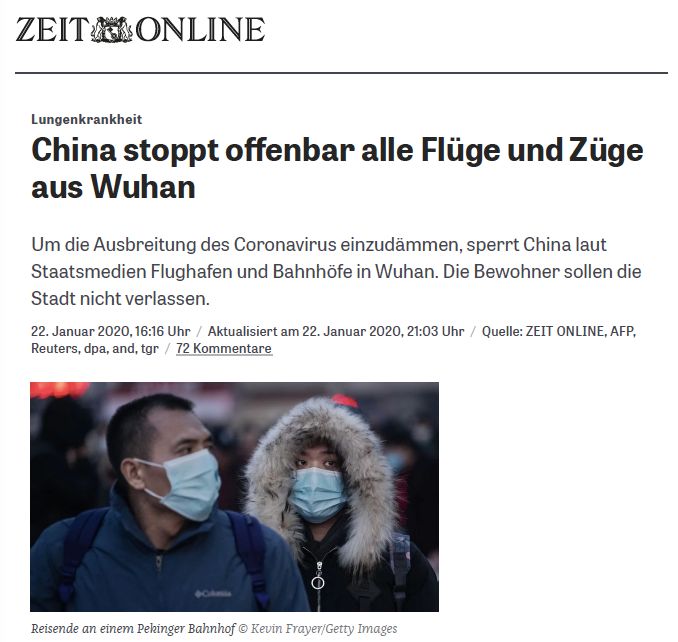 ZEIT ONLINE
Lungenkrankheit
China stoppt offenbar alle Flüge und Züge
aus Wuhan
Um die Ausbreitung des Coronavirus einzudämmen, sperrt China laut
Staatsmedien Flughafen und Bahnhöfe in Wuhan. Die Bewohner sollen die
Stadt nicht verlassen.
22. Januar 2020, 16:16 Uhr / Aktualisiert am 22. Januar 2020, 21:03 Uhr / Quelle: ZEIT ONLINE, AFP,
Reuters, dpa, and, tgr / 72 Kommentare
Columbia
Reisende an einem Pekinger Bahnhof © Kevin Frayer/Getty Images